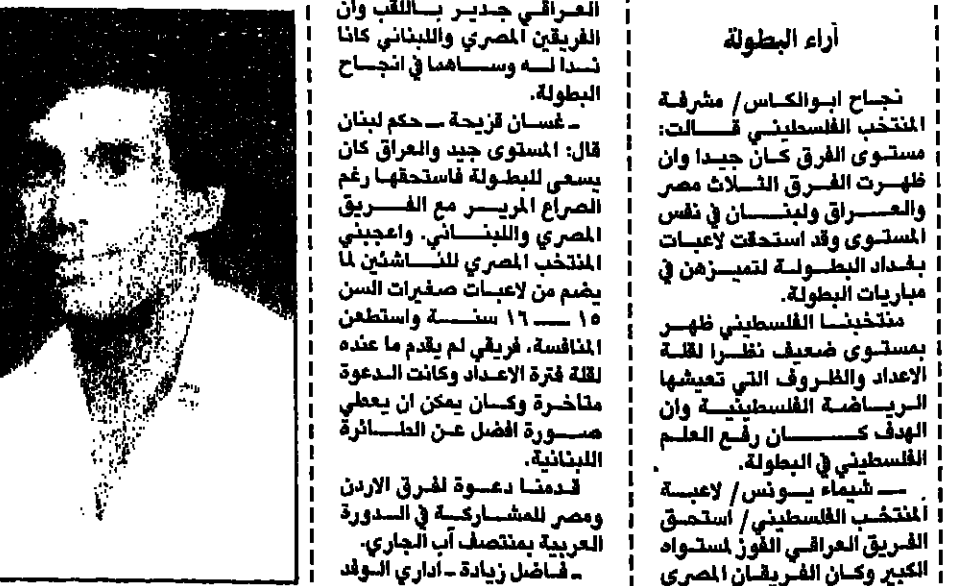 آراء البطولة
نجاح ابوالكاس/ مشرفة
المنتخب الفلسطيني قالت:
مستوى الفرق كان جيدا وان
ظهرت الفرق الثلاث مصر
والعراق ولبنان في نفس
المستوى وقد استحقت لاعبات
بغداد البطولة لتميزهن في
مباريات البطولة.
منتخبنا الفلسطيني ظهر
بمستوى ضعيف نظرا لقلة
الاعداد والظروف التي تعيشها
الرياضة الفلسطينية وان
الهدف كان رفع العلم
الفلسطيني في البطولة.
ــ شيماء يونس/ لاعبة
المنتخب الفلسطيني/ استحق
الفريق العراقي الفوز لمستواه
الكبير وكان الفريقان المصري
العراقي جدير باللقب وان
الفريقين المصري واللبناني كانا
ندا له وساهما في انجاح
البطولة.
ـ غسان قزيحة ــ حكم لبنان
قال: المستوى جيد والعراق كان
يسعى للبطولة فاستحقها رغم
الصراع المرير مع الفريق
المصري واللبناني. واعجبني
المنتخب المصري للناشئين لما
يضم من لاعبات صغيرات السن
١٥ ــ ١٦ سنة واستطعن
المنافسة، فريقي لم يقدم ما عنده
لقلة فترة الاعداد وكانت الدعوة
متاخرة وكان يمكن ان يعطي
صورة افضل عن الطائرة
اللبنانية.
قدمنا دعوة لفرق الاردن
ومصر للمشاركة في الدورة
العربية بمنتصف آب الجاري.
ـ فاضل زيادة ـ اداري الوفد